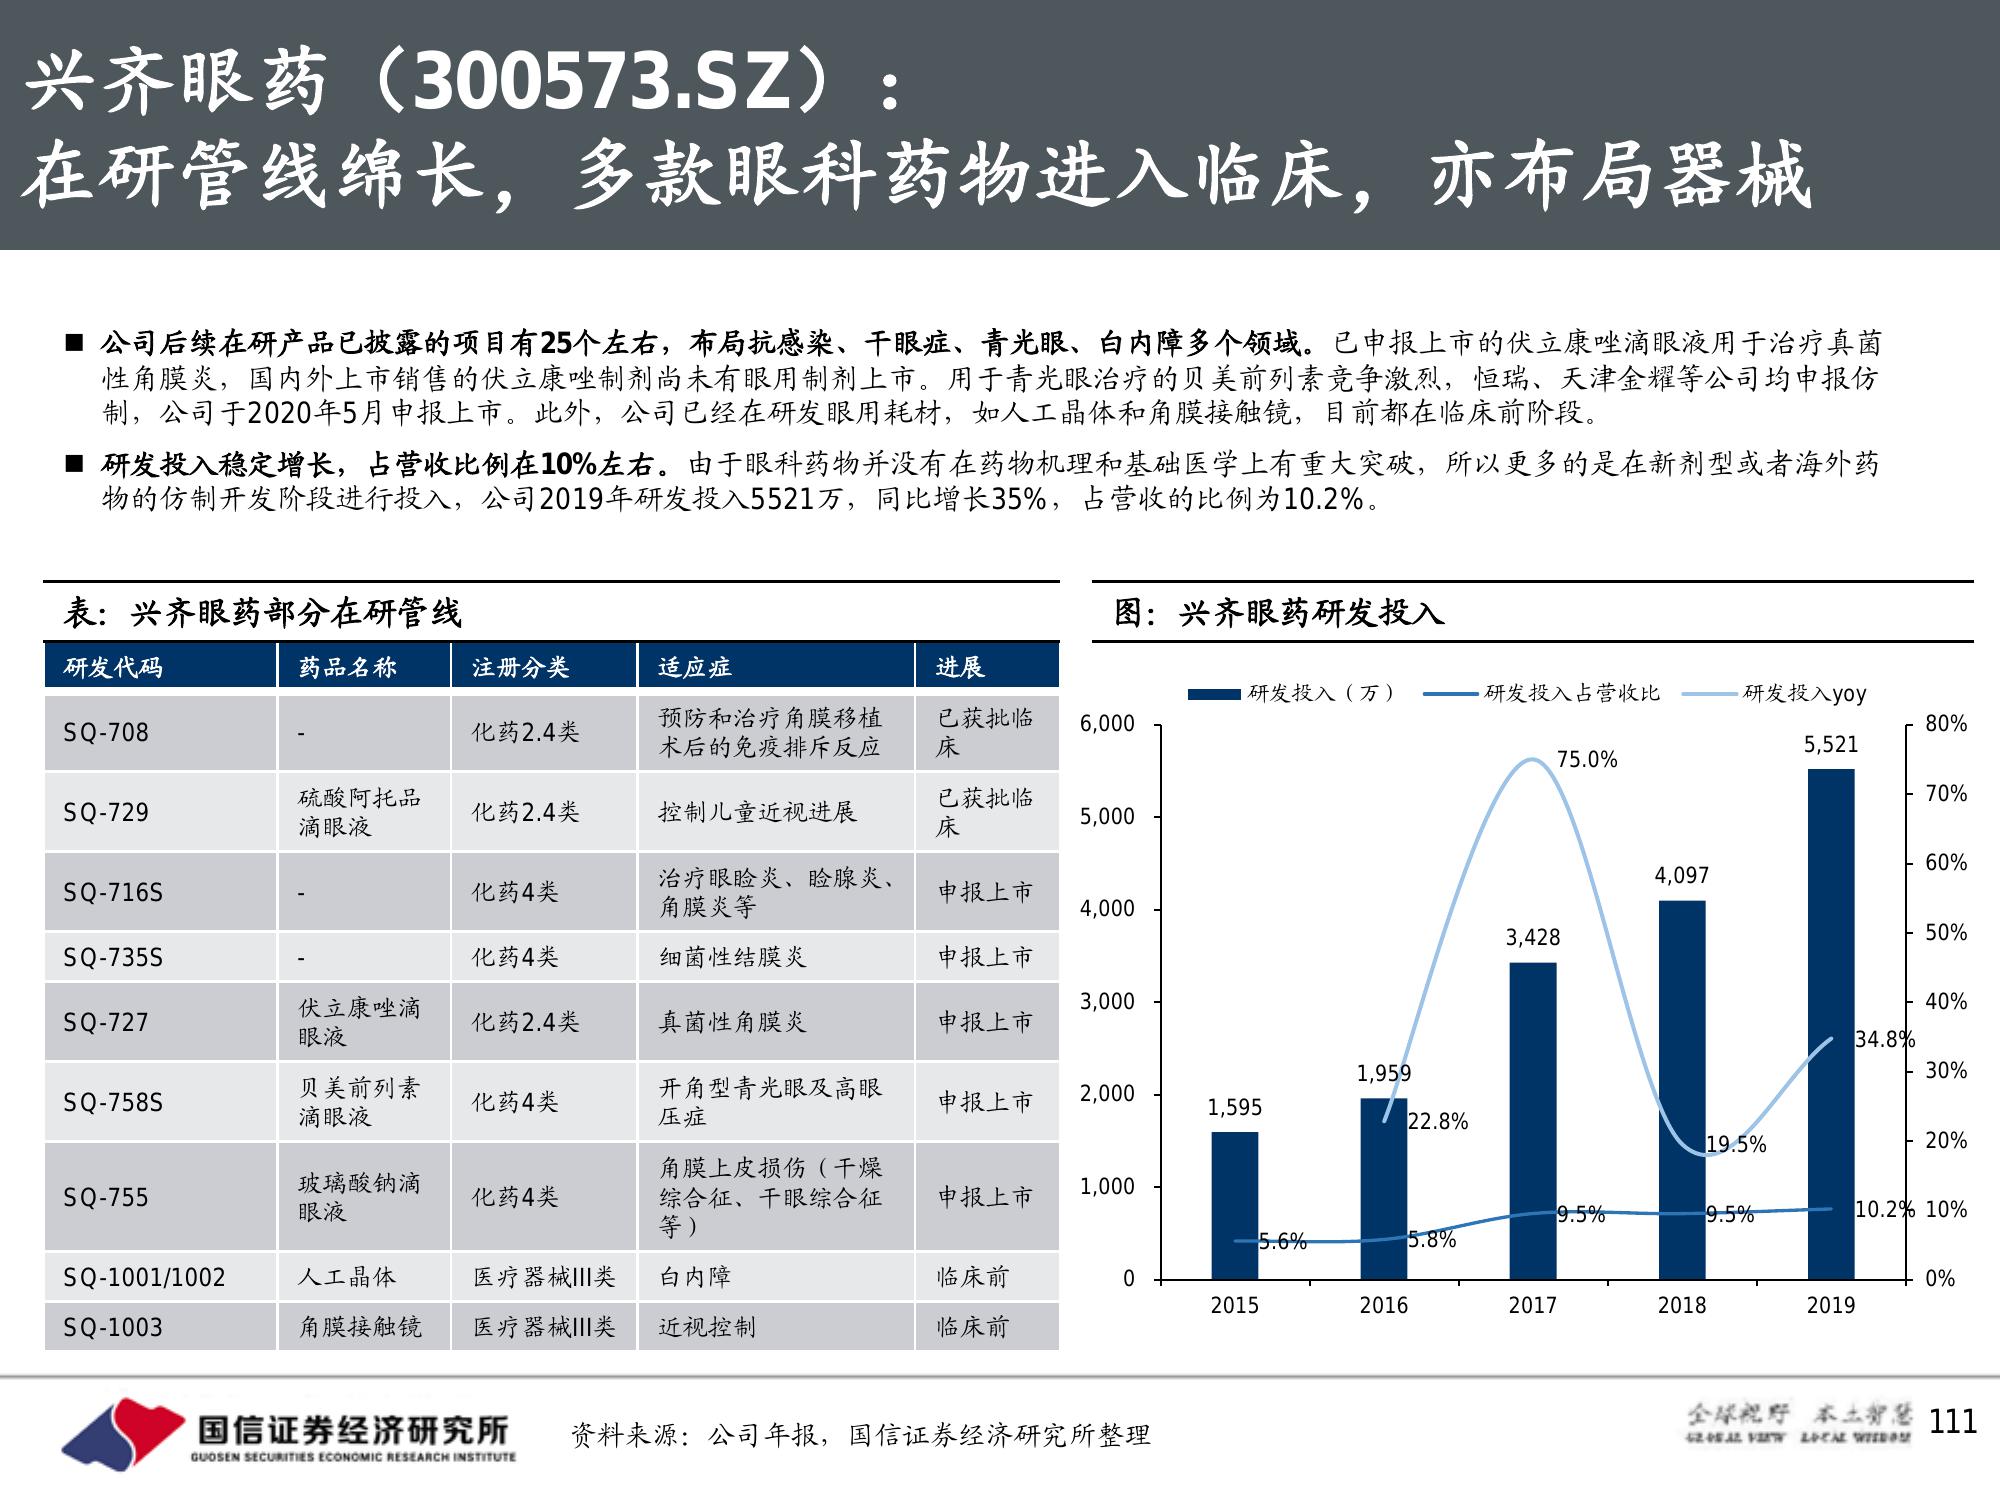 兴齐眼药（300573.SZ）：
在研管线绵长，多款眼科药物进入临床，亦布局器械
■ 公司后续在研产品已披露的项目有25个左右，布局抗感染、干眼症、青光眼、白内障多个领域。已申报上市的伏立康唑滴眼液用于治疗真菌
性角膜炎，国内外上市销售的伏立康唑制剂尚未有眼用制剂上市。用于青光眼治疗的贝美前列素竞争激烈，恒瑞、天津金耀等公司均申报仿
制，公司于2020年5月申报上市。此外，公司已经在研发眼用耗材，如人工晶体和角膜接触镜，目前都在临床前阶段。
■ 研发投入稳定增长，占营收比例在10%左右。由于眼科药物并没有在药物机理和基础医学上有重大突破，所以更多的是在新剂型或者海外药
物的仿制开发阶段进行投入，公司2019年研发投入5521万，同比增长35%，占营收的比例为10.2%。
表：兴齐眼药部分在研管线
研发代码 药品名称 注册分类 适应症 进展
SQ-708 - 化药2.4类 预防和治疗角膜移植 已获批临
术后的免疫排斥反应 床
SQ-729 硫酸阿托品 化药2.4类 控制儿童近视进展 已获批临
滴眼液 床
SQ-716S - 化药4类 治疗眼睑炎、睑腺炎、 申报上市
角膜炎等
SQ-735S - 化药4类 细菌性结膜炎 申报上市
SQ-727 伏立康唑滴 化药2.4类 真菌性角膜炎 申报上市
眼液
SQ-758S 贝美前列素 化药4类 开角型青光眼及高眼 申报上市
滴眼液 压症
SQ-755 玻璃酸钠滴 化药4类 角膜上皮损伤（干燥 申报上市
眼液 综合征、干眼综合征
等）
SQ-1001/1002 人工晶体 医疗器械III类 白内障 临床前
SQ-1003 角膜接触镜 医疗器械III类 近视控制 临床前
图：兴齐眼药研发投入
研发投入（万） 研发投入占营收比 研发投入yoy
6,000
5,000
4,000
3,000
2,000
1,000
0
80%
70%
60%
50%
40%
30%
20%
10%
0%
1,595
1,959
3,428
4,097
5,521
22.8%
75.0%
19.5%
34.8%
5.6%
5.8%
9.5%
9.5%
10.2%
2015 2016 2017 2018 2019
国信证券经济研究所
GUOSEN SECURITIES ECONOMIC RESEARCH INSTITUTE
资料来源：公司年报，国信证券经济研究所整理
全球视野 本土智慧
GLOBAL VIEW LOCAL WISDOM
111